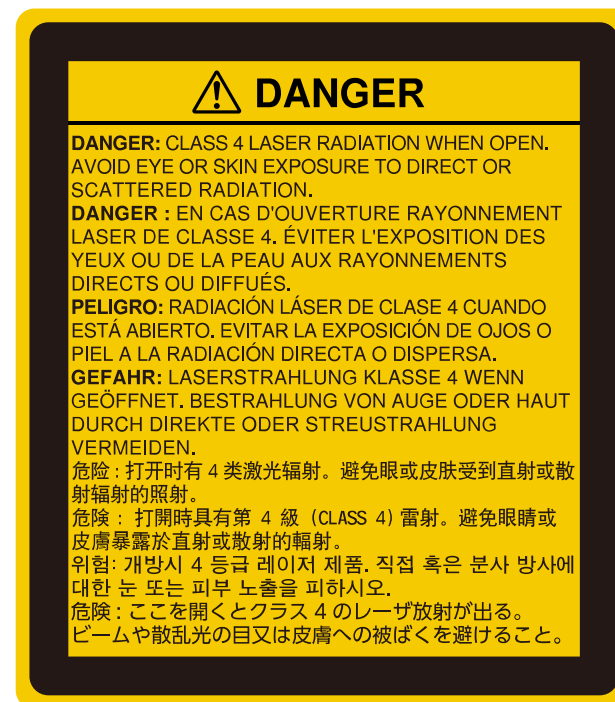 DANGER
DANGER: CLASS 4 LASER RADIATION WHEN OPEN.
AVOID EYE OR SKIN EXPOSURE TO DIRECT OR
SCATTERED RADIATION.
DANGER : EN CAS D'OUVERTURE RAYONNEMENT
LASER DE CLASSE 4. ÉVITER L'EXPOSITION DES
YEUX OU DE LA PEAU AUX RAYONNEMENTS
DIRECTS OU DIFFUÉS.
PELIGRO: RADIACIÓN LÁSER DE CLASE 4 CUANDO
ESTÁ ABIERTO. EVITAR LA EXPOSICIÓN DE OJOS O
PIEL A LA RADIACIÓN DIRECTA O DISPERSA.
GEFAHR: LASERSTRAHLUNG KLASSE 4 WENN
GEÖFFNET. BESTRAHLUNG VON AUGE ODER HAUT
DURCH DIREKTE ODER STREUSTRAHLUNG
VERMEIDEN.
危险 : 打开时有 4 类激光辐射。避免眼或皮肤受到直射或散
射辐射的照射。
危險 : 打開時具有第 4 級 (CLASS 4) 雷射。避免眼睛或
皮膚暴露於直射或散射的輻射。
위험: 개방시 4 등급 레이저 제품. 직접 혹은 분사 방사에
대한 눈 또는 피부 노출을 피하시오.
危険 : ここを開くとクラス 4 のレーザ放射が出る。
ビームや散乱光の目又は皮膚への被ばくを避けること。